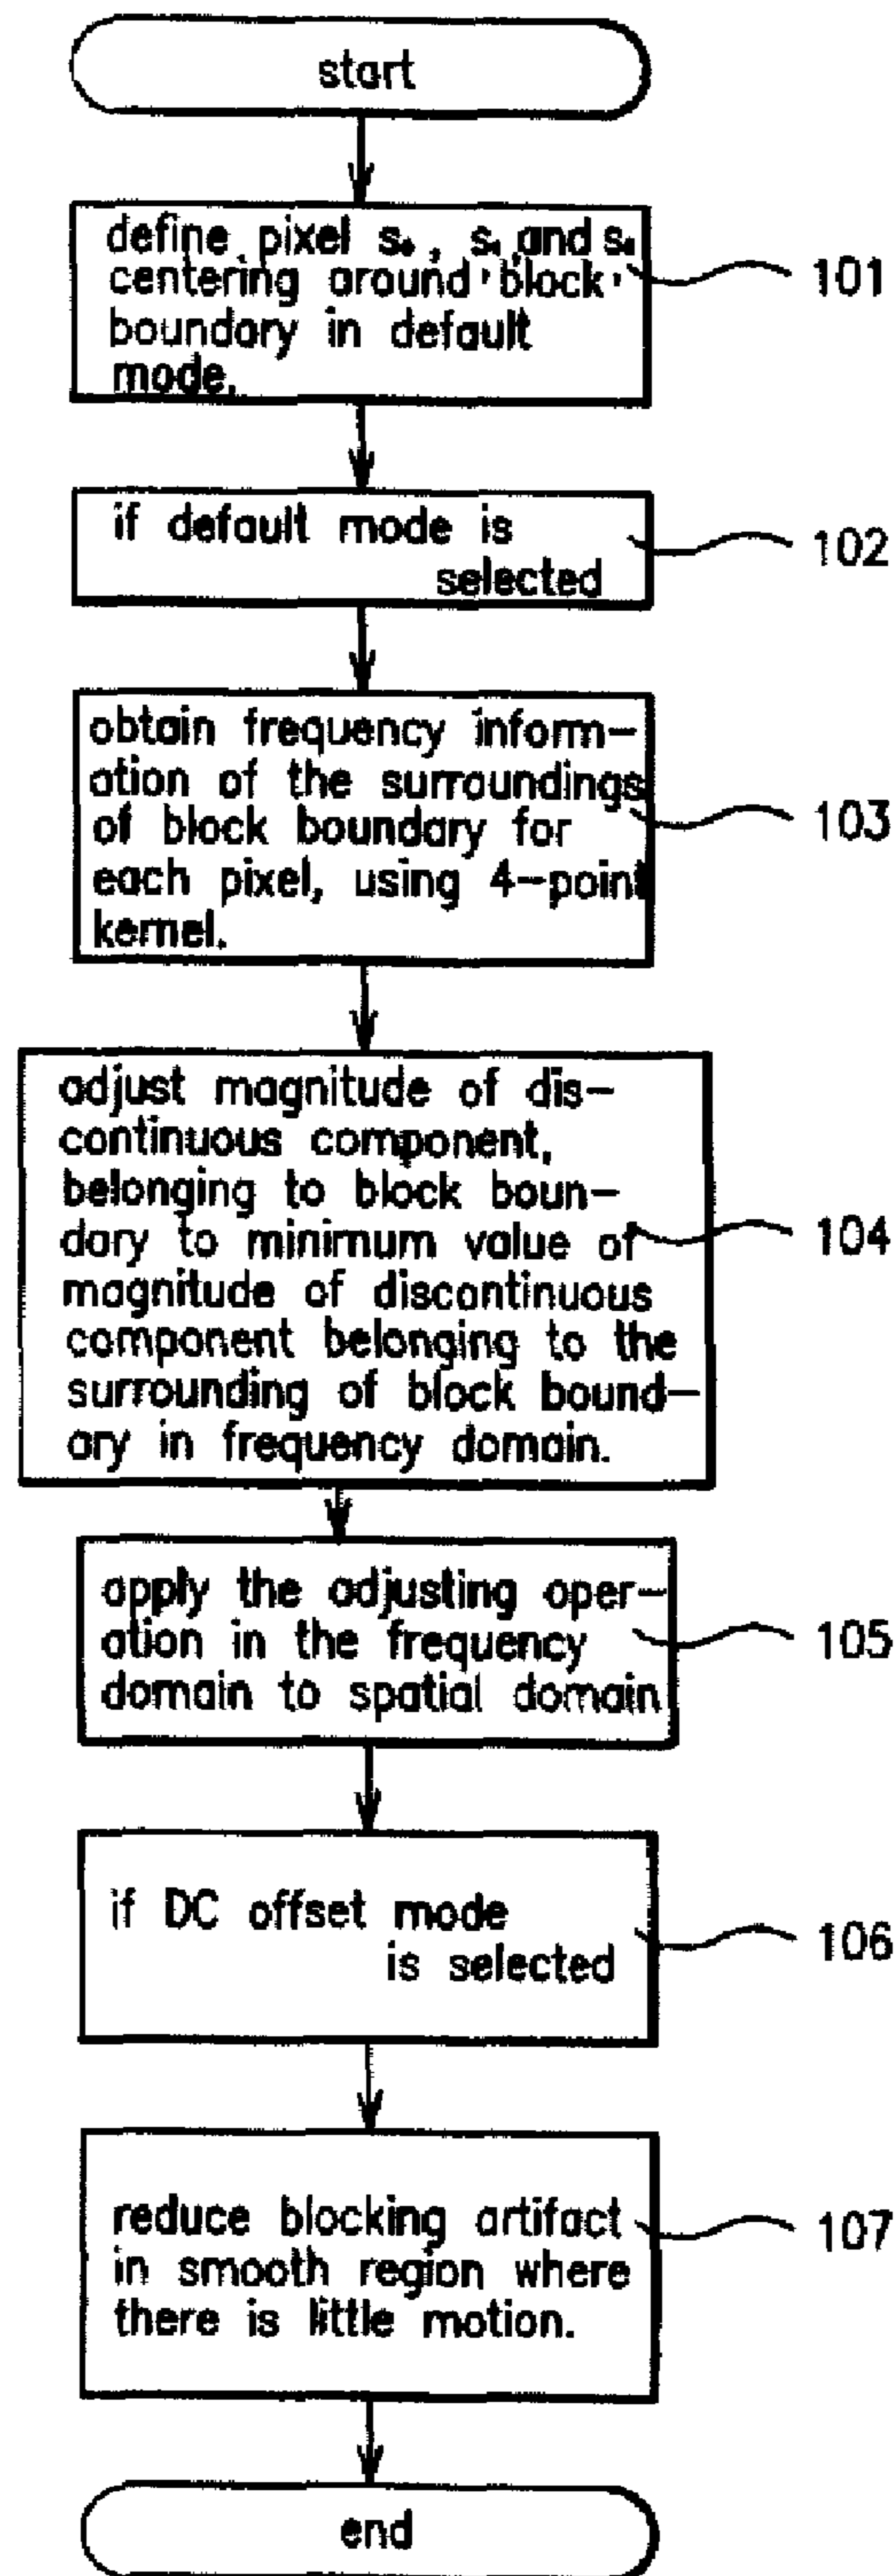 start
define pixel s₀, s₁ and s₂
centering around block
boundary in default
mode.
101
if default mode is
selected
102
obtain frequency inform-
ation of the surroundings
of block boundary for
each pixel, using 4-point
kernel.
103
adjust magnitude of dis-
continuous component,
belonging to block boun-
dary to minimum value of
magnitude of discontinuous
component belonging to the
surrounding of block bound-
ary in frequency domain.
104
apply the adjusting oper-
ation in the frequency
domain to spatial domain
105
if DC offset mode
is selected
106
reduce blocking artifact
in smooth region where
there is little motion.
107
end